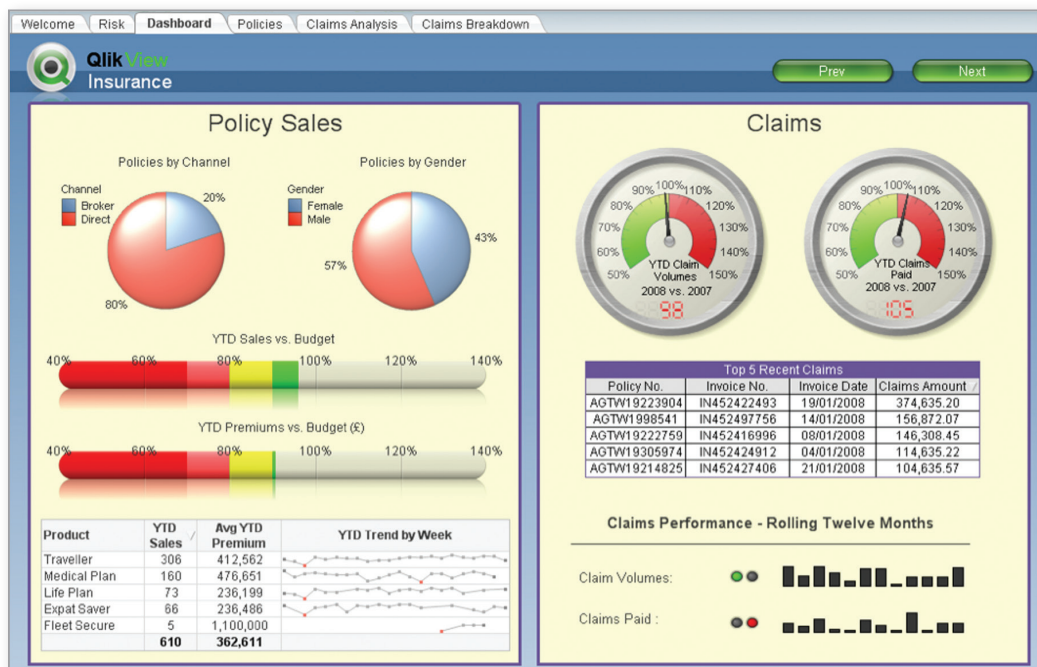 Welcome Risk Dashboard Policies Claims Analysis Claims Breakdown
QlikView
Insurance
Prev Next
Policy Sales
Policies by Channel
Channel
Broker
Direct
20%
80%
Policies by Gender
Gender
Female
Male
43%
57%
YTD Sales vs. Budget
40% 60% 80% 100% 120% 140%
YTD Premiums vs. Budget (£)
40% 60% 80% 100% 120% 140%
Product YTD Sales Avg YTD Premium YTD Trend by Week
Traveller 306 412,562
Medical Plan 160 476,651
Life Plan 73 236,199
Expat Saver 66 236,486
Fleet Secure 5 1,100,000
610 362,611
Claims
50% 60% 70% 80% 90% 100% 110% 120% 130% 140% 150%
YTD Claim
Volumes
2008 vs. 2007
98
50% 60% 70% 80% 90% 100% 110% 120% 130% 140% 150%
YTD Claims
Paid
2008 vs. 2007
105
Top 5 Recent Claims
Policy No. Invoice No. Invoice Date Claims Amount
AGTW19223904 IN452422493 19/01/2008 374,635.20
AGTW1998541 IN452497756 14/01/2008 156,872.07
AGTW19222759 IN452416996 08/01/2008 146,308.45
AGTW19305974 IN452424912 04/01/2008 114,635.22
AGTW19214825 IN452427406 21/01/2008 104,635.57
Claims Performance - Rolling Twelve Months
Claim Volumes:
Claims Paid :